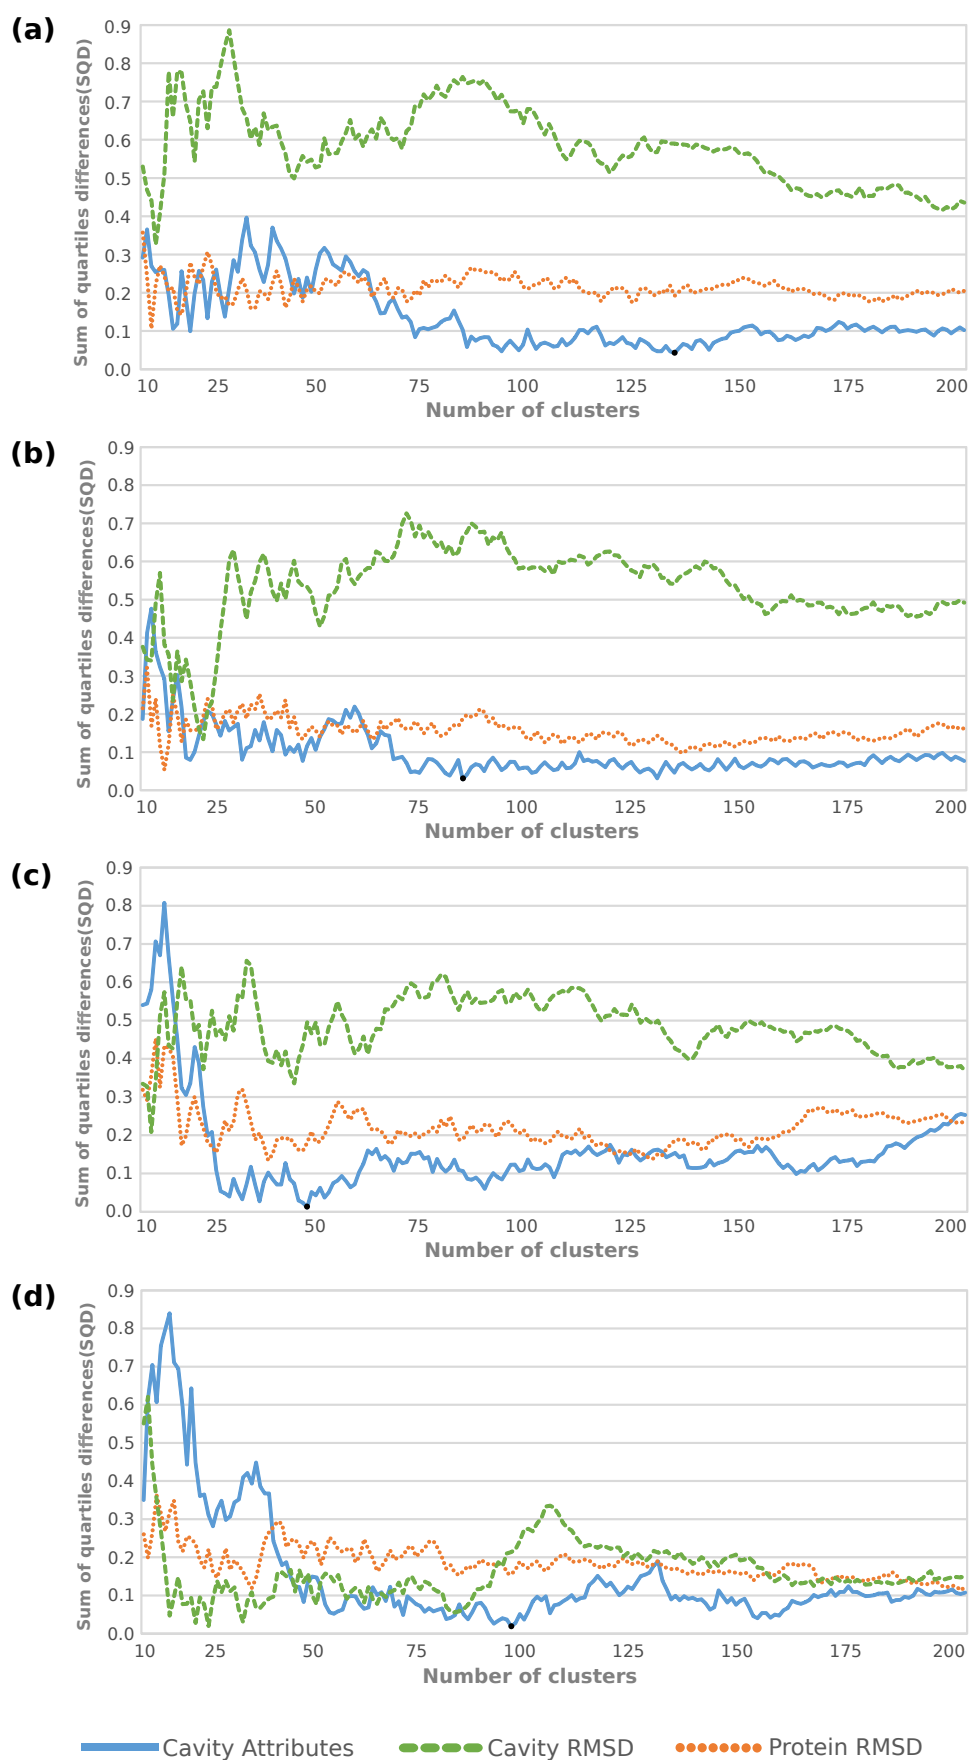 (a)
Sum of quartiles differences(SQD)
0.9
0.8
0.7
0.6
0.5
0.4
0.3
0.2
0.1
0.0
10 25 50 75 100 125 150 175 200
Number of clusters
(b)
Sum of quartiles differences(SQD)
0.9
0.8
0.7
0.6
0.5
0.4
0.3
0.2
0.1
0.0
10 25 50 75 100 125 150 175 200
Number of clusters
(c)
Sum of quartiles differences(SQD)
0.9
0.8
0.7
0.6
0.5
0.4
0.3
0.2
0.1
0.0
10 25 50 75 100 125 150 175 200
Number of clusters
(d)
Sum of quartiles differences(SQD)
0.9
0.8
0.7
0.6
0.5
0.4
0.3
0.2
0.1
0.0
10 25 50 75 100 125 150 175 200
Number of clusters
Cavity Attributes Cavity RMSD Protein RMSD